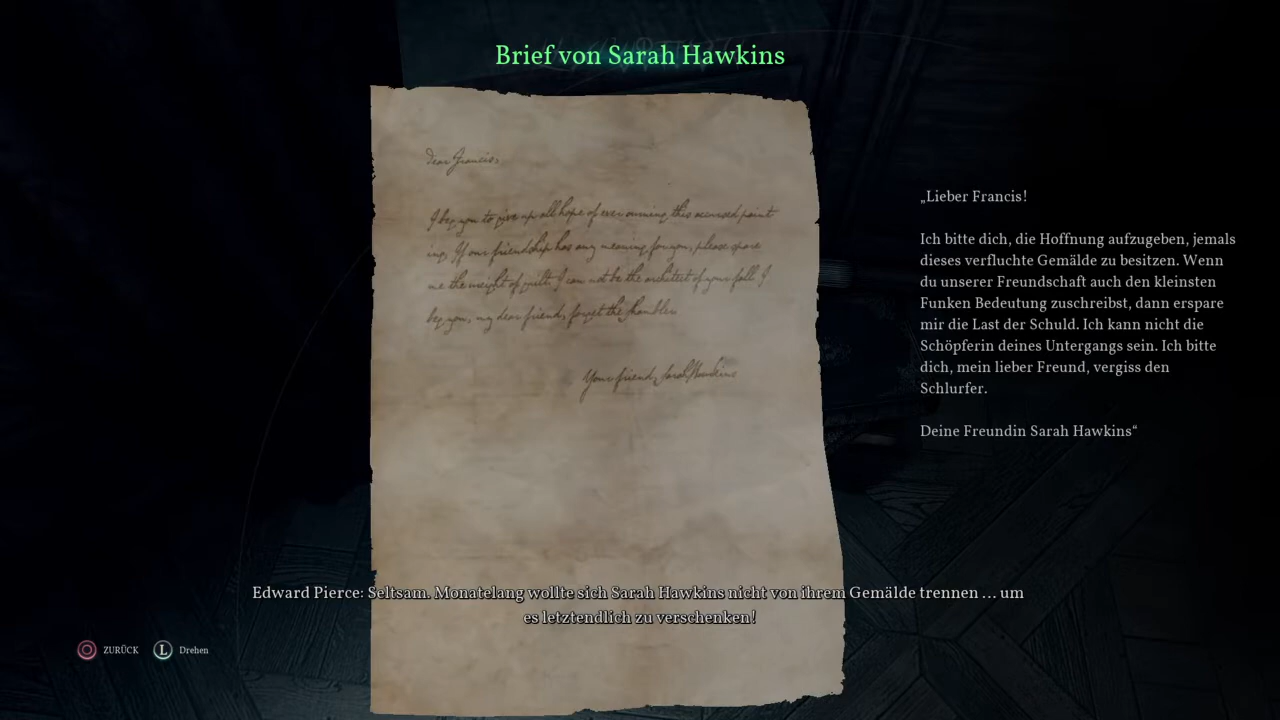 Brief von Sarah Hawkins
Dear Francis,
I beg you to give up all hope of ever owning this accursed paint
ing. If our friendship has any meaning for you, please spare
me the weight of guilt. I can not be the architect of your fall. I
beg you, my dear friend, forget the Shambler.
Your friend, Sarah Hawkins
„Lieber Francis!
Ich bitte dich, die Hoffnung aufzugeben, jemals
dieses verfluchte Gemälde zu besitzen. Wenn
du unserer Freundschaft auch den kleinsten
Funken Bedeutung zuschreibst, dann erspare
mir die Last der Schuld. Ich kann nicht die
Schöpferin deines Untergangs sein. Ich bitte
dich, mein lieber Freund, vergiss den
Schlurfer.
Deine Freundin Sarah Hawkins“
Edward Pierce: Seltsam. Monatelang wollte sich Sarah Hawkins nicht von ihrem Gemälde trennen ... um
es letztendlich zu verschenken!
ZURÜCK L Drehen